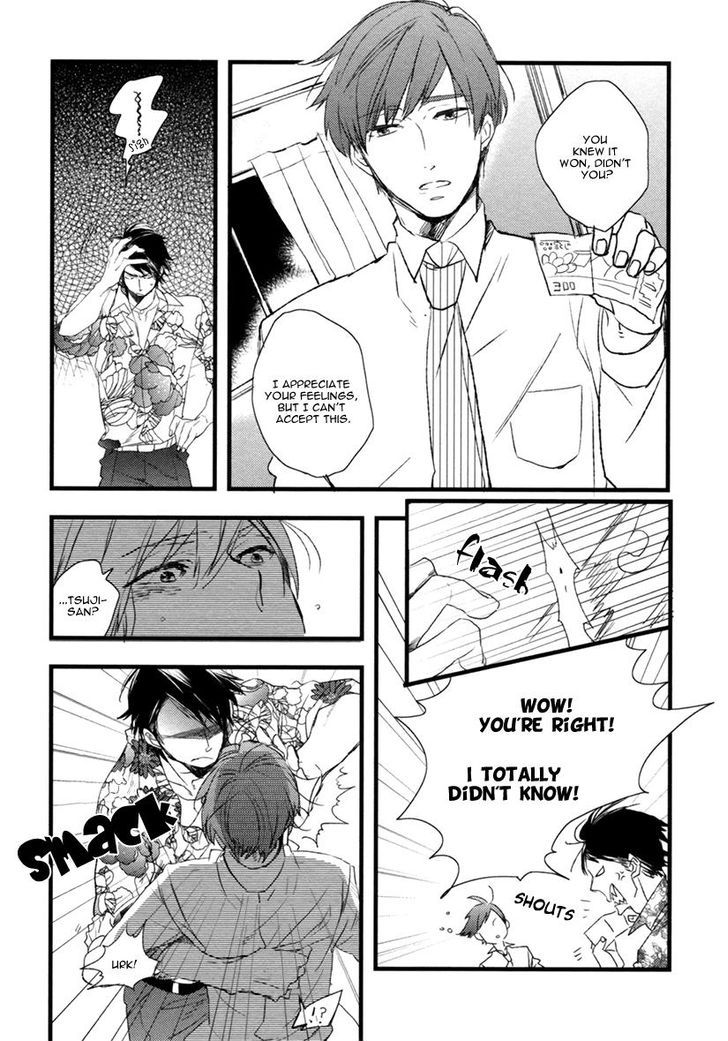 YOU
KNEW IT
WON, DIDN'T
YOU?
I APPRECIATE
YOUR FEELINGS,
BUT I CAN'T
ACCEPT THIS.
300
sigh
flash
WOW!
YOU'RE RIGHT!
I TOTALLY
DIDN'T KNOW!
SHOUTS
...TSUJI-
SAN?
smack
URK!
!?